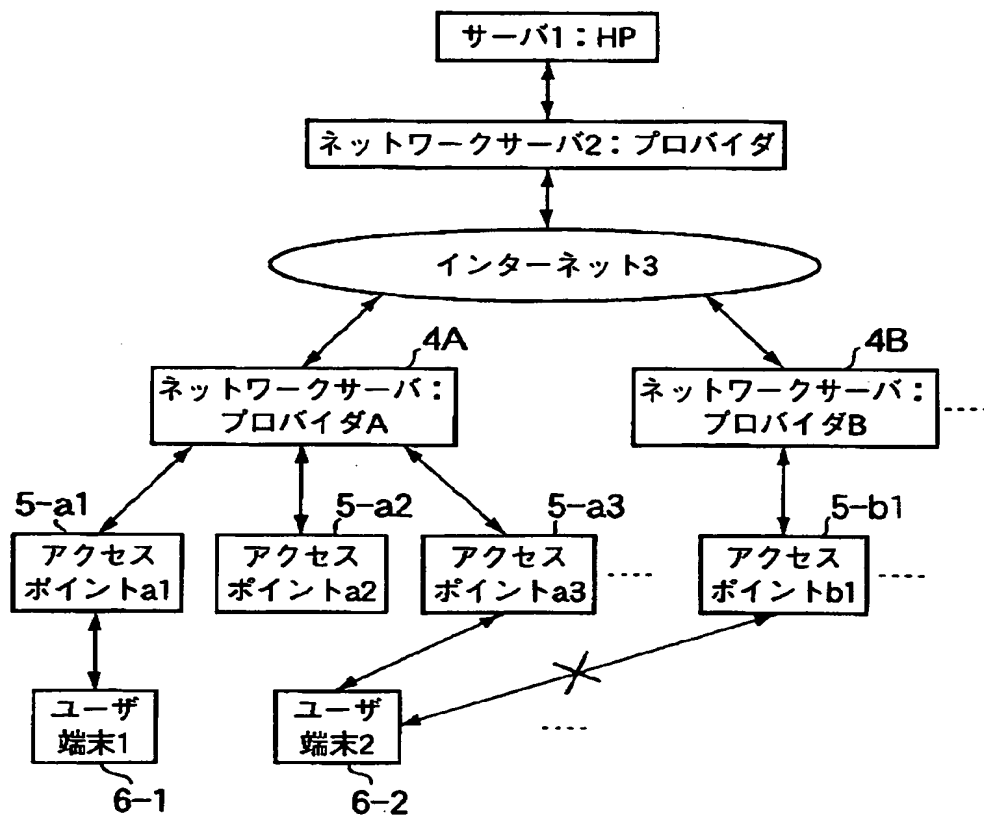 サーバ1:HP
ネットワークサーバ2:プロバイダ
インターネット3
4A
4B
ネットワークサーバ:
プロバイダA
ネットワークサーバ:
プロバイダB
5-a1
5-a2
5-a3
5-b1
アクセス
ポイントa1
アクセス
ポイントa2
アクセス
ポイントa3
アクセス
ポイントb1
ユーザ
端末1
ユーザ
端末2
6-1
6-2